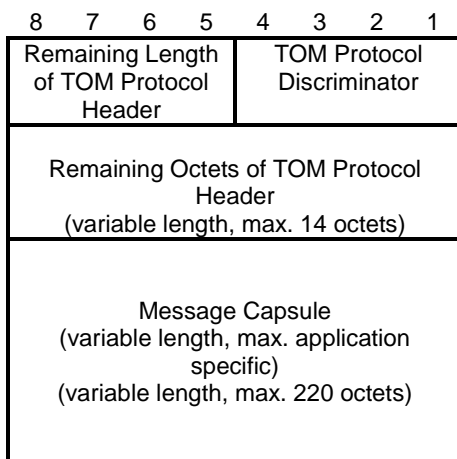 8 7 6 5 4 3 2 1
Remaining Length TOM Protocol
of TOM Protocol Discriminator
Header
Remaining Octets of TOM Protocol
Header
(variable length, max. 14 octets)
Message Capsule
(variable length, max. application
specific)
(variable length, max. 220 octets)